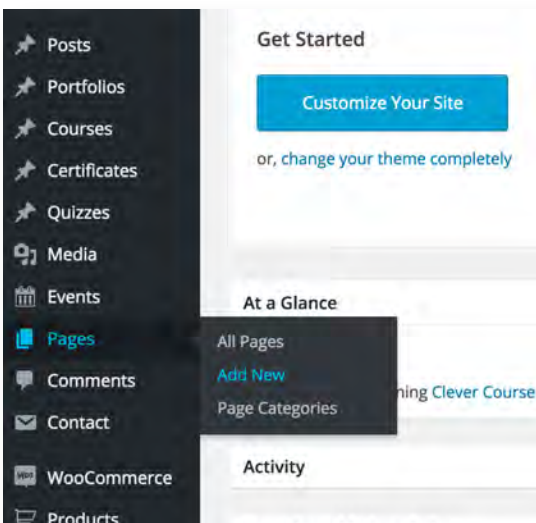 Posts
Portfolios
Courses
Certificates
Quizzes
Media
Events
Pages
Comments
Contact
WooCommerce
Products
Get Started
Customize Your Site
or, change your theme completely
At a Glance
All Pages
Add New
Page Categories
ning Clever Course
Activity